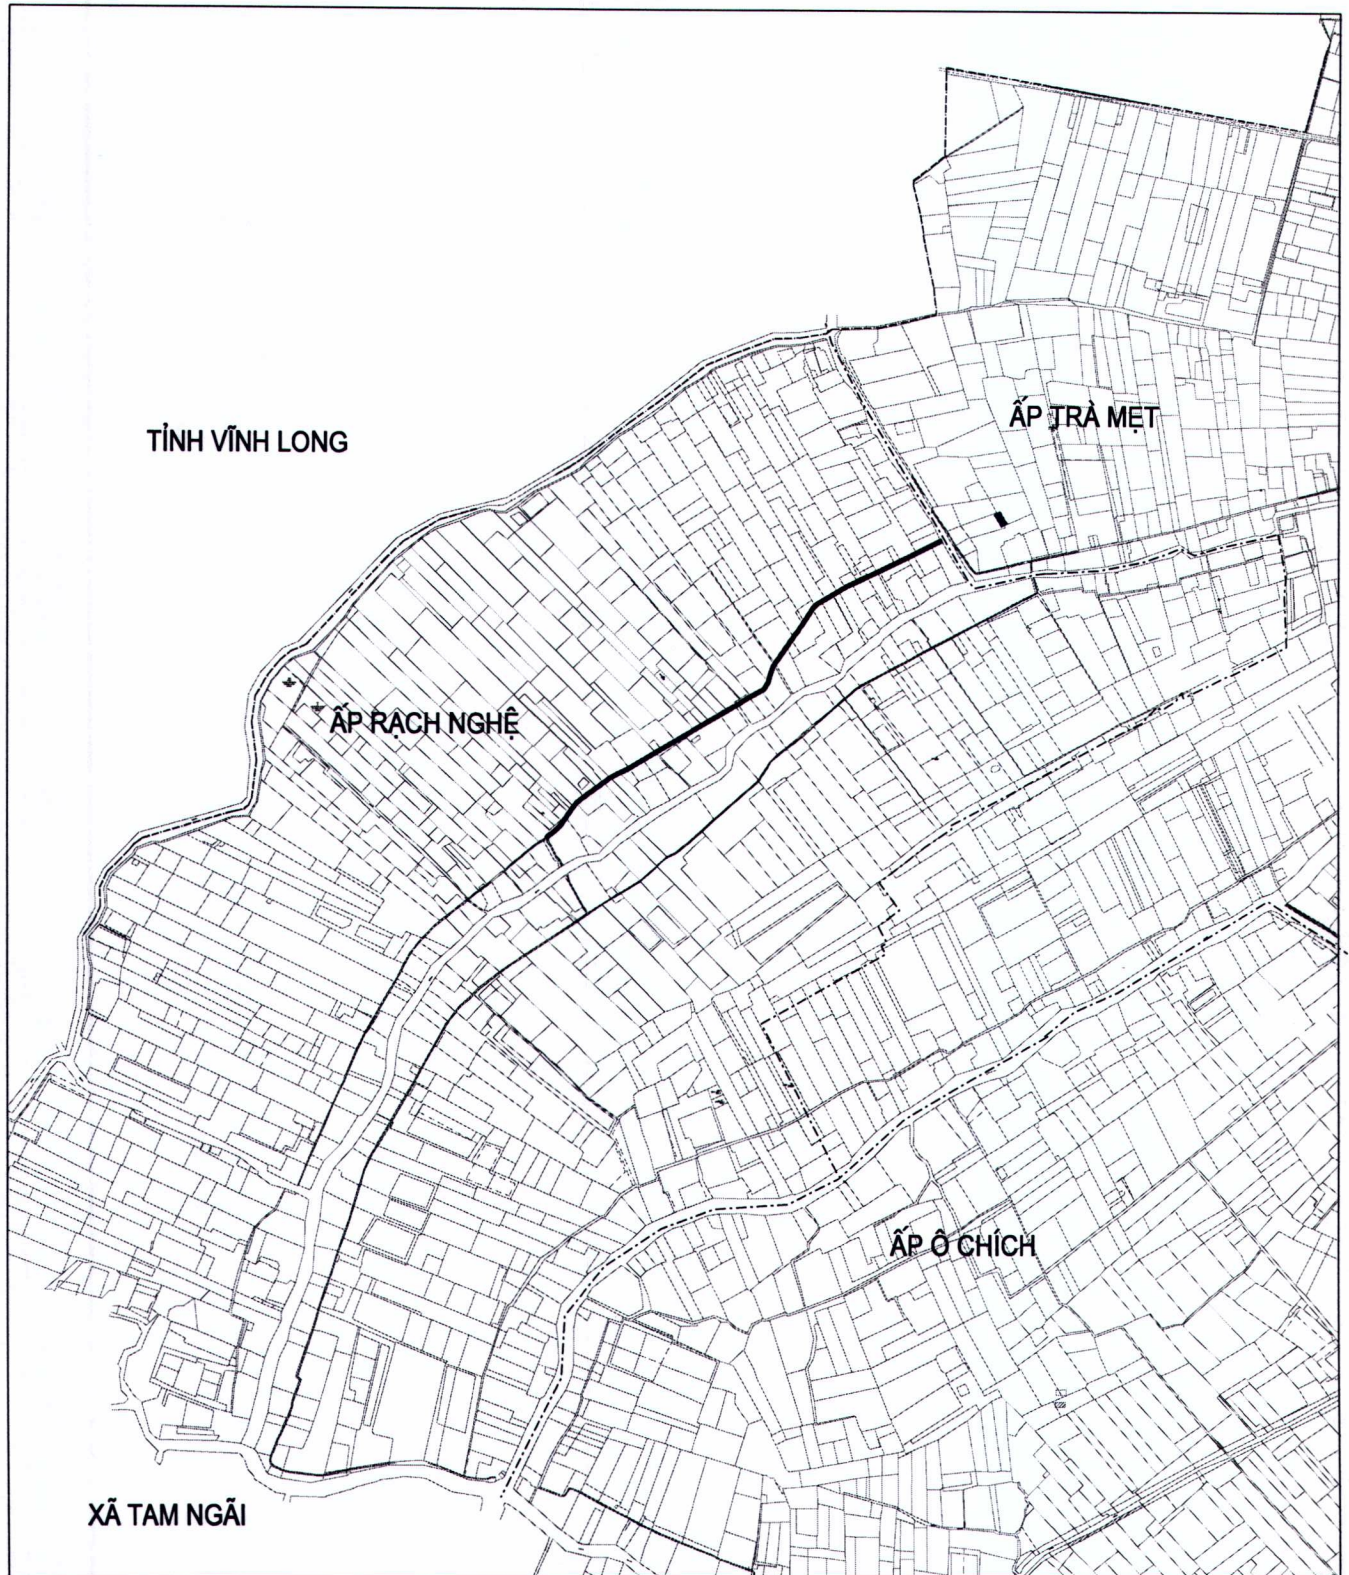 ẤP TRÀ MẸT
TỈNH VĨNH LONG
ẤP RẠCH NGHỆ
ẤP Ô CHÍCH
XÃ TAM NGÃI